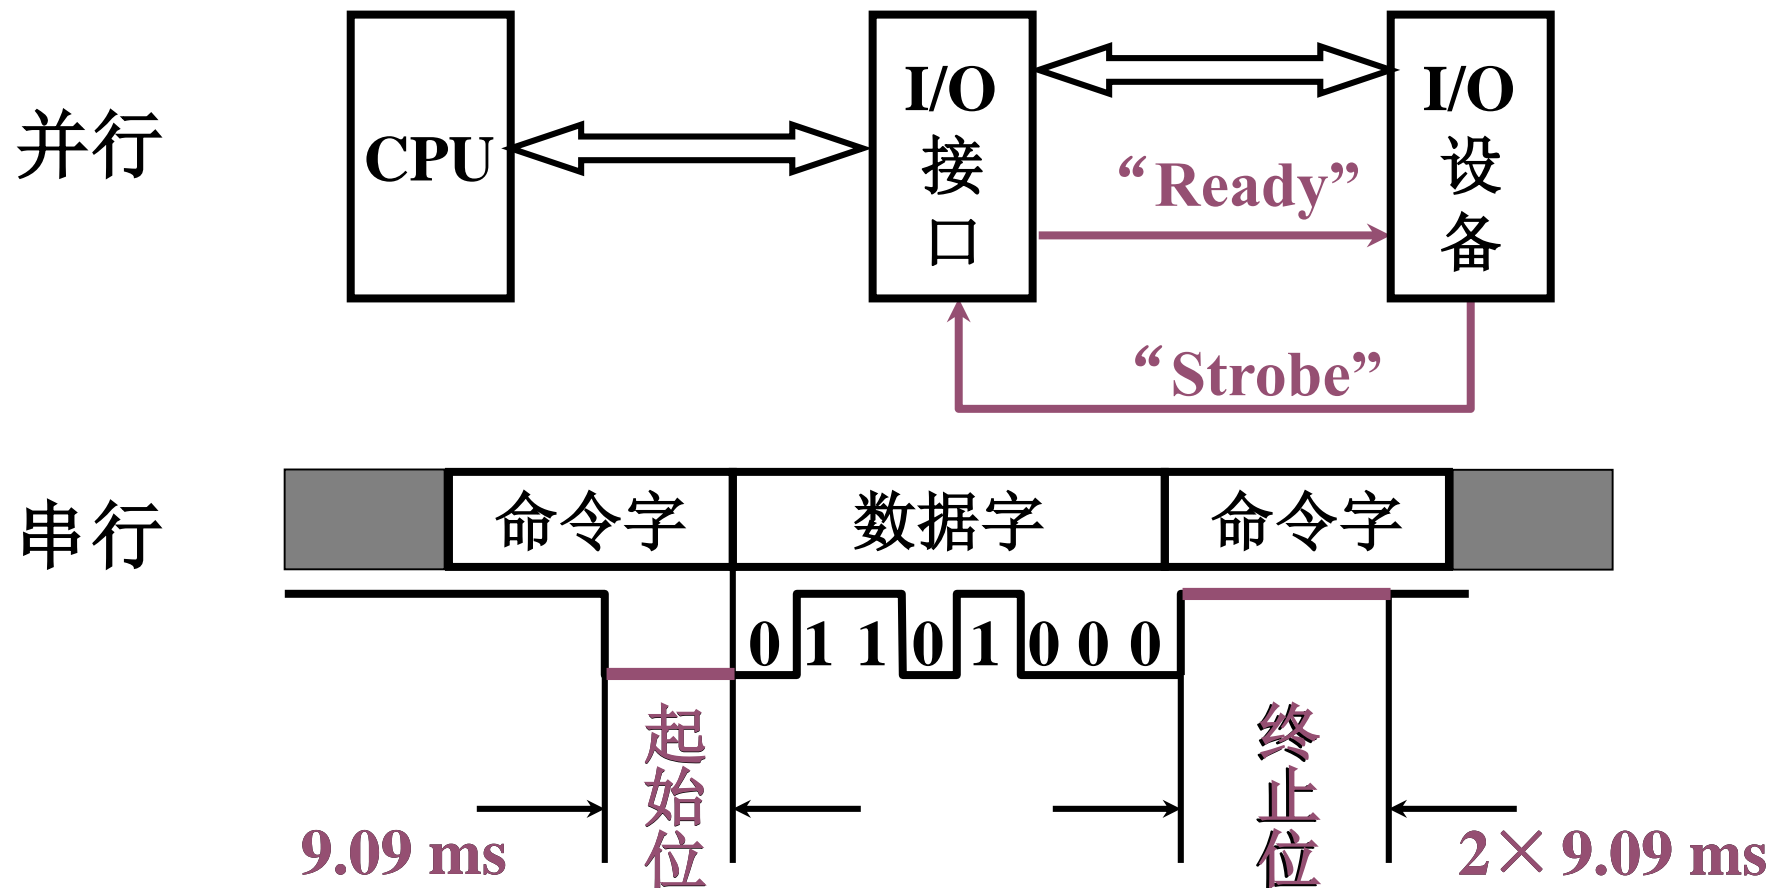 并行
CPU
I/O
接
口
I/O
设
备
“Ready”
“Strobe”
串行
命令字
数据字
命令字
0 1 1 0 1 0 0 0
起
始
位
终
止
位
9.09 ms
2× 9.09 ms